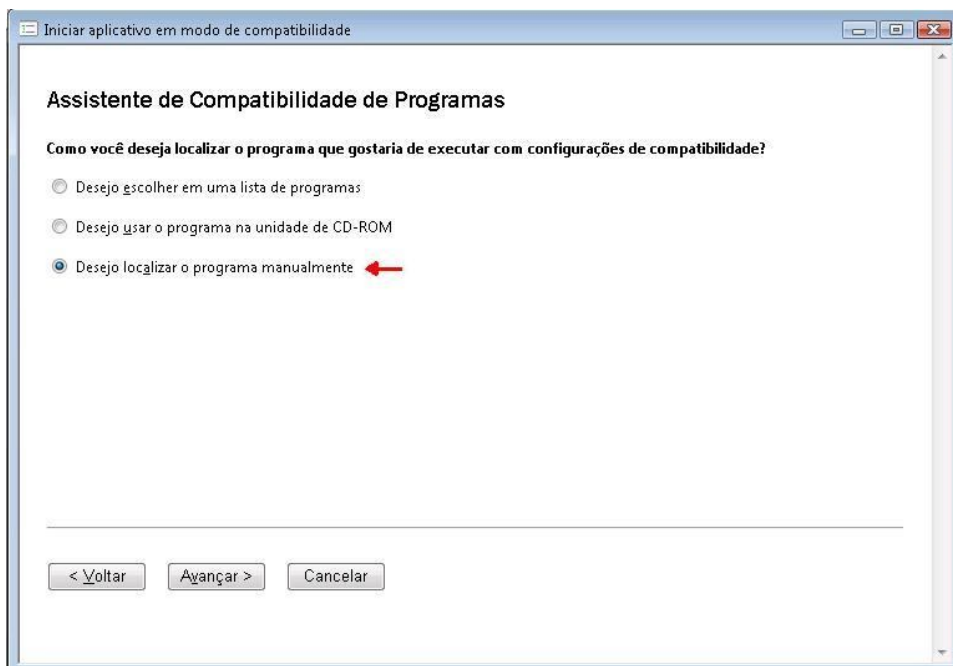 Iniciar aplicativo em modo de compatibilidade
Assistente de Compatibilidade de Programas
Como você deseja localizar o programa que gostaria de executar com configurações de compatibilidade?
Desejo escolher em uma lista de programas
Desejo usar o programa na unidade de CD-ROM
Desejo localizar o programa manualmente
< Voltar
Avançar >
Cancelar